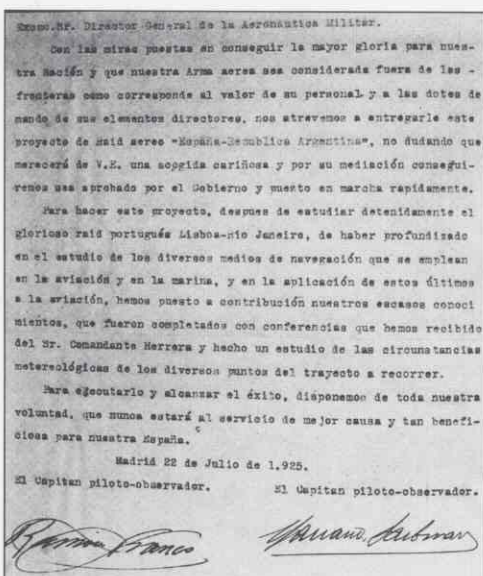 Excmo.Sr. Director General de la Aeronáutica Militar.
Con las miras puestas en conseguir la mayor gloria para nues-
tra Nación y que nuestra Arma aerea sea considerada fuera de las -
fronteras como corresponde al valor de su personal y a las dotes de
mando de sus elementos directores, nos atrevemos a entregarle este
proyecto de Raid aereo "España-Republica Argentina", no dudando que
merecerá de V.E. una acogida cariñosa y por su mediación consegui-
remos sea aprobado por el Gobierno y puesto en marcha rapidamente.
Para hacer este proyecto, despues de estudiar detenidamente el
glorioso raid portugués Lisboa-Rio Janeiro, de haber profundizado
en el estudio de los diversos medios de navegación que se emplean
en la aviación y en la marina, y en la aplicación de estos últimos
a la aviación, hemos puesto a contribución nuestros escasos conoci
mientos, que fueron completados con conferencias que hemos recibido
del Sr. Comandante Herrera y hecho un estudio de las circunstancias
metereológicas de los diversos puntos del trayecto a recorrer.
Para ejecutarlo y alcanzar el éxito, disponemos de toda nuestra
voluntad, que nunca estará al servicio de mejor causa y tan benefi-
ciosa para nuestra España.
Madrid 22 de Julio de 1.925.
El Capitan piloto-observador. El Capitan piloto-observador.
Ramón Franco Mariano Barberán